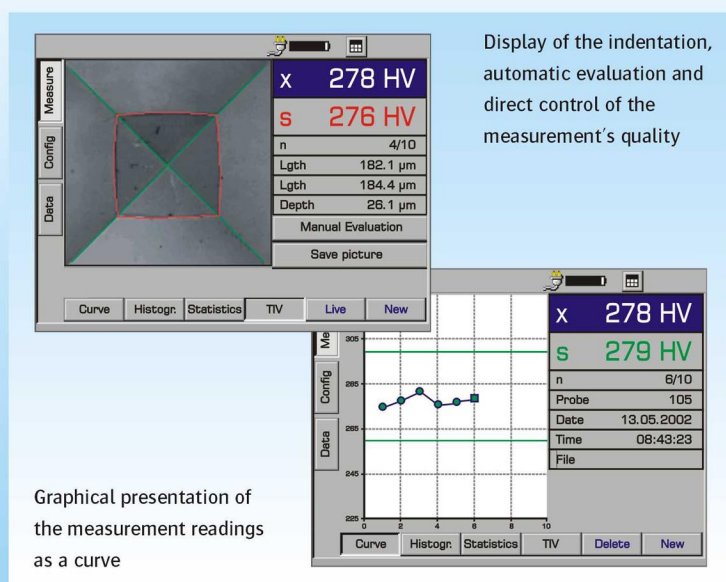 Display of the indentation,
automatic evaluation and
direct control of the
measurement's quality
Measure
Config
Data
x 278 HV
s 276 HV
n 4/10
Lgth 182.1 µm
Lgth 184.4 µm
Depth 26.1 µm
Manual Evaluation
Save picture
Curve Histogr. Statistics TIV Live New
Me
Config
Data
305
285
265
245
225
0 2 4 6 8 10
x 278 HV
s 279 HV
n 6/10
Probe 105
Date 13.05.2002
Time 08:43:23
File
Curve Histogr. Statistics TIV Delete New
Graphical presentation of
the measurement readings
as a curve